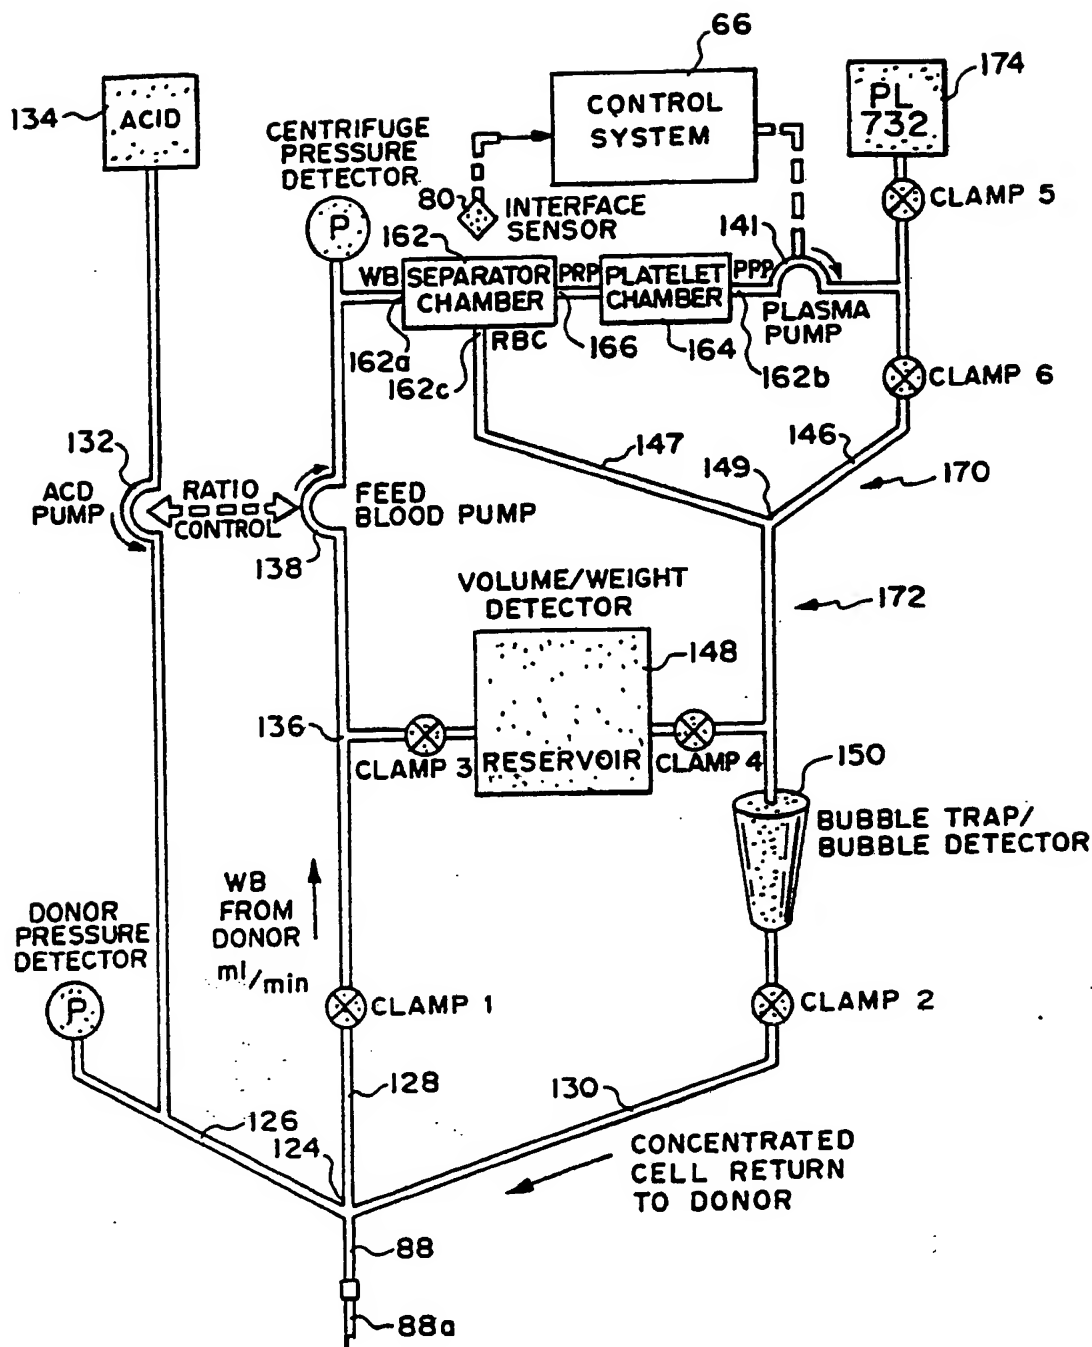 66
174
134
ACID
CONTROL
SYSTEM
PL
732
CENTRIFUGE
PRESSURE
DETECTOR
P
80
INTERFACE
SENSOR
CLAMP 5
141
162
WB
SEPARATOR
CHAMBER
PRP
PLATELET
CHAMBER
PPP
PLASMA
PUMP
162a
RBC
162c
166
164
162b
CLAMP 6
132
ACD
PUMP
RATIO
CONTROL
FEED
BLOOD PUMP
138
147
149
146
170
VOLUME/WEIGHT
DETECTOR
172
148
136
CLAMP 3
RESERVOIR
CLAMP 4
150
BUBBLE TRAP/
BUBBLE DETECTOR
WB
FROM
DONOR
ml/min
DONOR
PRESSURE
DETECTOR
P
CLAMP 1
CLAMP 2
128
130
126
124
CONCENTRATED
CELL RETURN
TO DONOR
88
88a